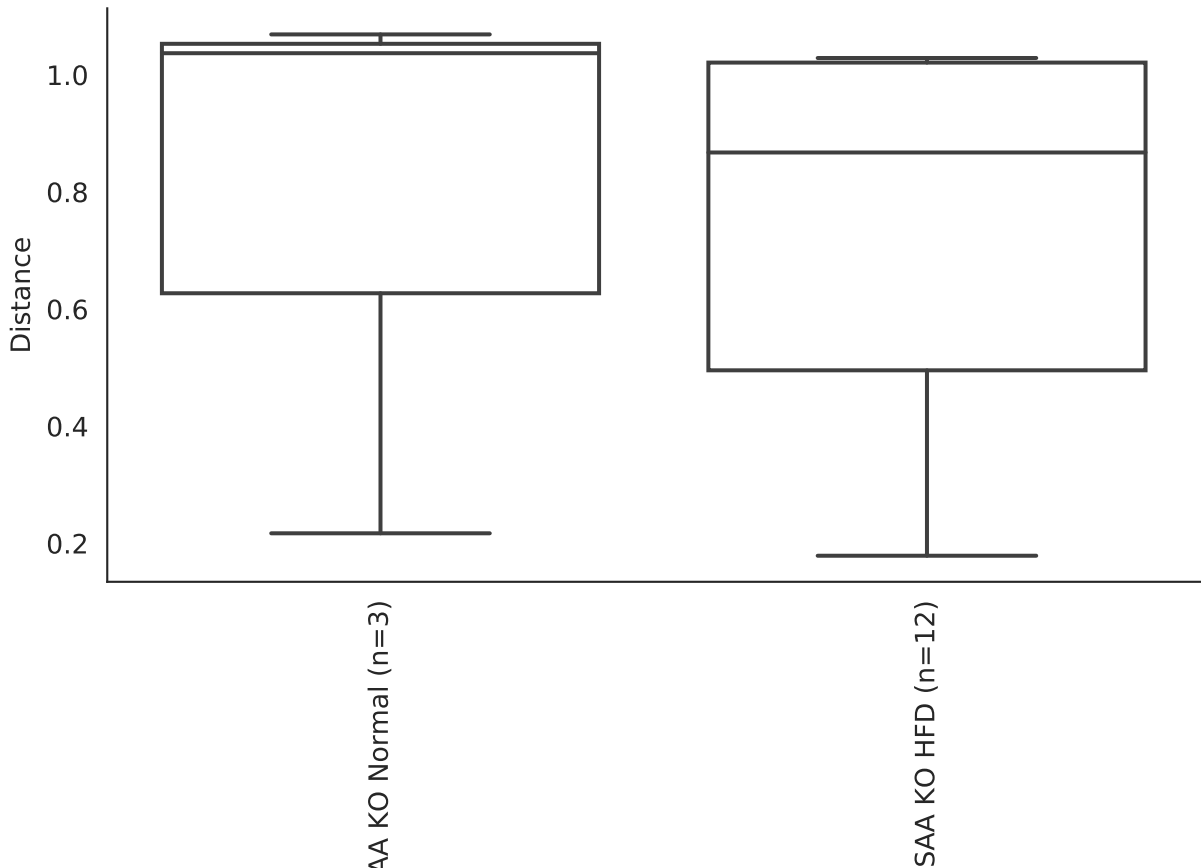 1.0
0.8
0.6
0.4
0.2
Distance
AA KO Normal (n=3)
SAA KO HFD (n=12)